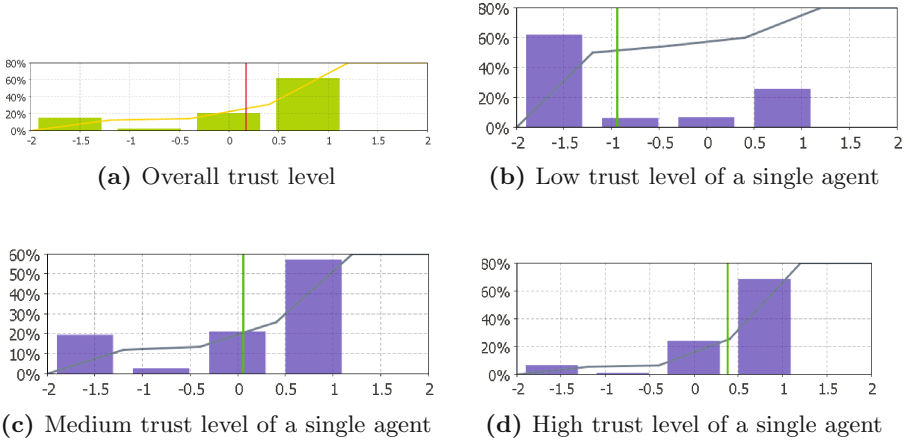 80%
60%
40%
20%
0%
-2 -1.5 -1 -0.5 0 0.5 1 1.5 2
(a) Overall trust level
80%
60%
40%
20%
0%
-2 -1.5 -1 -0.5 0 0.5 1 1.5 2
(b) Low trust level of a single agent
60%
50%
40%
30%
20%
10%
0%
-2 -1.5 -1 -0.5 0 0.5 1 1.5 2
(c) Medium trust level of a single agent
80%
60%
40%
20%
0%
-2 -1.5 -1 -0.5 0 0.5 1 1.5 2
(d) High trust level of a single agent